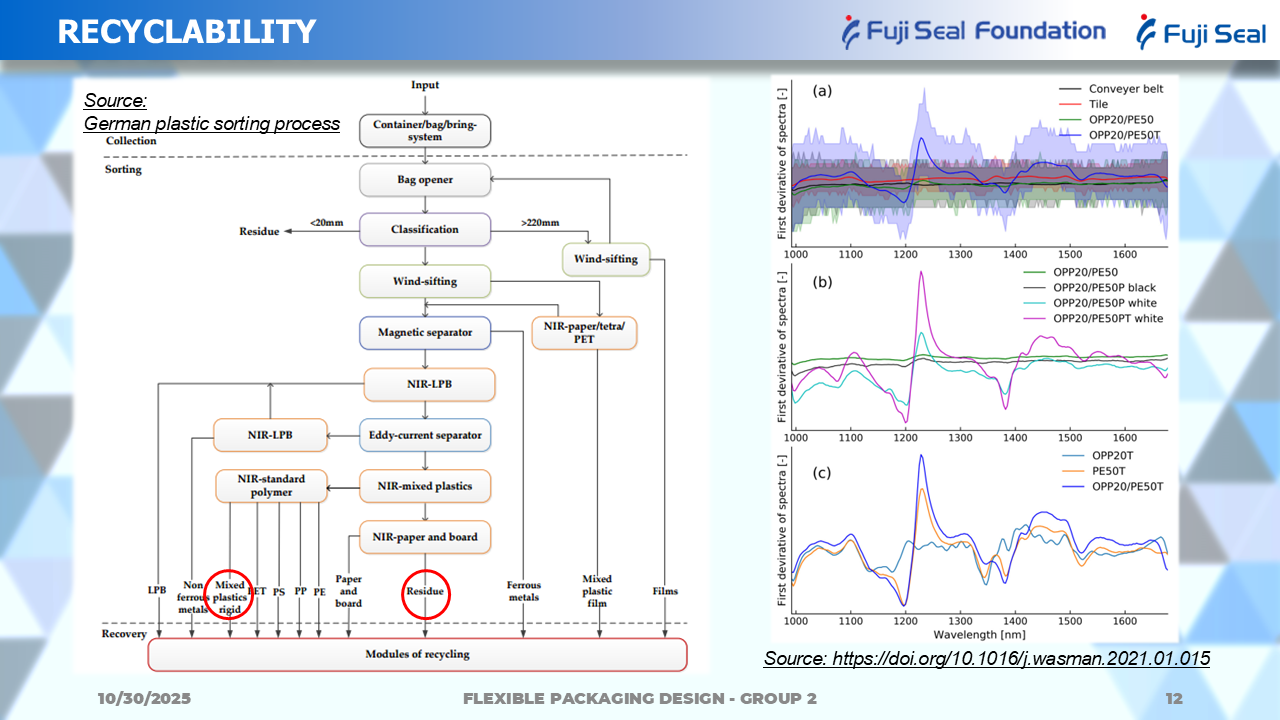 RECYCLABILITY
Fuji Seal Foundation
Fuji Seal
Source:
German plastic sorting process
Input
Container/bag/bring-
system
Collection
Sorting
Bag opener
<20mm
Residue
Classification
>220mm
Wind-sifting
Wind-sifting
Magnetic separator
NIR-paper/tetra/
PET
NIR-LPB
NIR-LPB
Eddy-current separator
NIR-standard
polymer
NIR-mixed plastics
NIR-paper and board
LPB
Non
ferrous
metals
Mixed
plastics
rigid
PET
PS
PP
PE
Paper
and
board
Residue
Ferrous
metals
Mixed
plastic
film
Films
Recovery
Modules of recycling
(a)
Conveyer belt
Tile
OPP20/PE50
OPP20/PE50T
First devirative of spectra [-]
1000 1100 1200 1300 1400 1500 1600
(b)
OPP20/PE50
OPP20/PE50P black
OPP20/PE50P white
OPP20/PE50PT white
First devirative of spectra [-]
1000 1100 1200 1300 1400 1500 1600
(c)
OPP20T
PE50T
OPP20/PE50T
First devirative of spectra [-]
1000 1100 1200 1300 1400 1500 1600
Wavelength [nm]
Source: https://doi.org/10.1016/j.wasman.2021.01.015
10/30/2025
FLEXIBLE PACKAGING DESIGN - GROUP 2
12